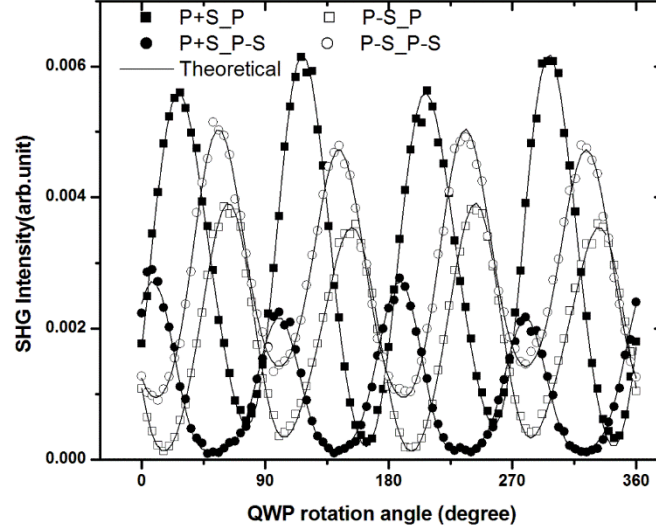 P+S_P P-S_P
P+S_P-S P-S_P-S
Theoretical
0.006
0.004
0.002
0.000
SHG Intensity(arb.unit)
0 90 180 270 360
QWP rotation angle (degree)